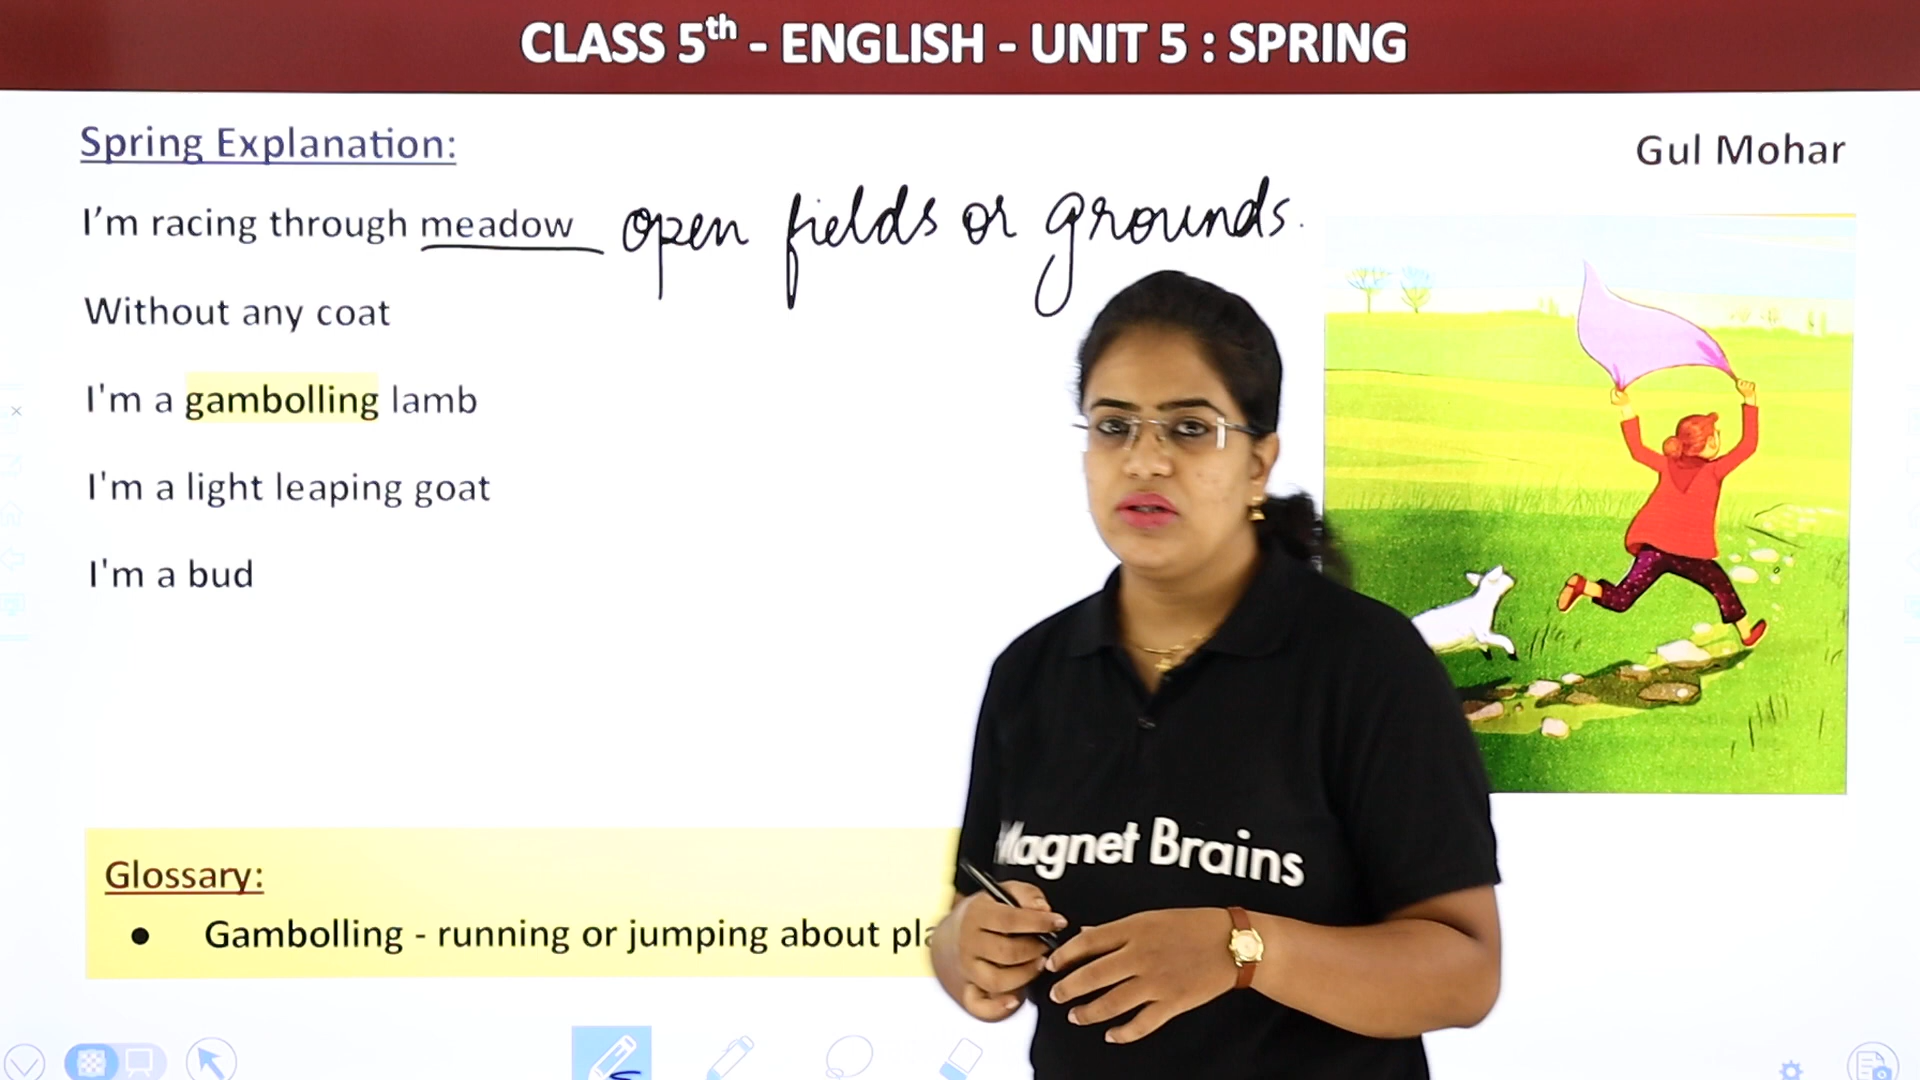 CLASS 5th - ENGLISH - UNIT 5 : SPRING
Spring Explanation:
Gul Mohar
I'm racing through meadow open fields or grounds.
Without any coat
I'm a gambolling lamb
I'm a light leaping goat
I'm a bud
Glossary:
● Gambolling - running or jumping about
Magnet Brains